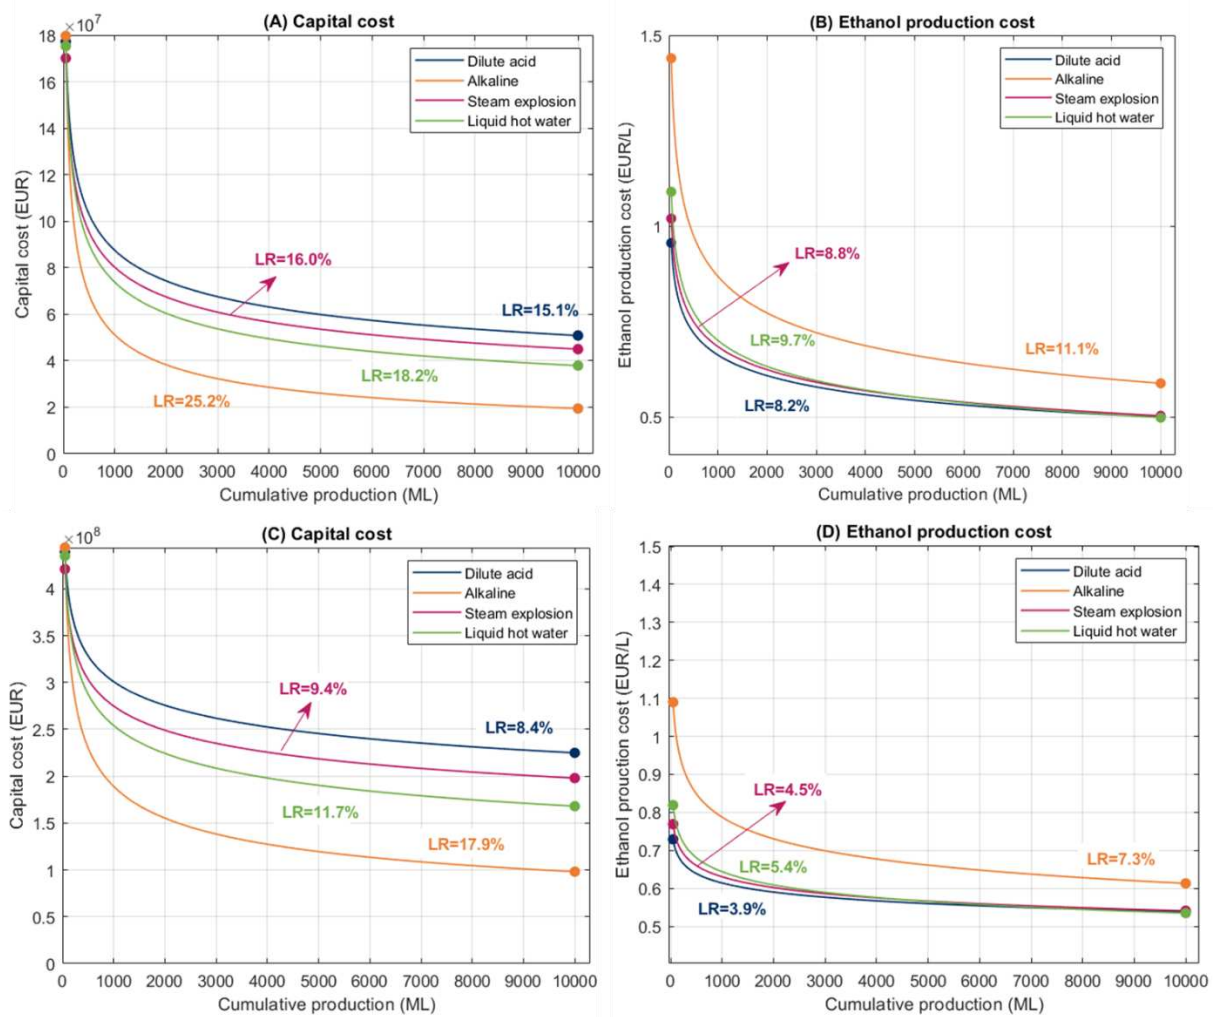 (A) Capital cost
×10⁷
18
16
14
12
10
8
6
4
2
0
Capital cost (EUR)
Dilute acid
Alkaline
Steam explosion
Liquid hot water
LR=16.0%
LR=15.1%
LR=18.2%
LR=25.2%
0 1000 2000 3000 4000 5000 6000 7000 8000 9000 10000
Cumulative production (ML)
(B) Ethanol production cost
1.5
1
0.5
Ethanol production cost (EUR/L)
Dilute acid
Alkaline
Steam explosion
Liquid hot water
LR=8.8%
LR=9.7%
LR=11.1%
LR=8.2%
0 1000 2000 3000 4000 5000 6000 7000 8000 9000 10000
Cumulative production (ML)
(C) Capital cost
×10⁸
4
3.5
3
2.5
2
1.5
1
0.5
0
Capital cost (EUR)
Dilute acid
Alkaline
Steam explosion
Liquid hot water
LR=9.4%
LR=8.4%
LR=11.7%
LR=17.9%
0 1000 2000 3000 4000 5000 6000 7000 8000 9000 10000
Cumulative production (ML)
(D) Ethanol production cost
1.5
1.4
1.3
1.2
1.1
1
0.9
0.8
0.7
0.6
0.5
Ethanol prouction cost (EUR/L)
Dilute acid
Alkaline
Steam explosion
Liquid hot water
LR=4.5%
LR=5.4%
LR=7.3%
LR=3.9%
0 1000 2000 3000 4000 5000 6000 7000 8000 9000 10000
Cumulative production (ML)